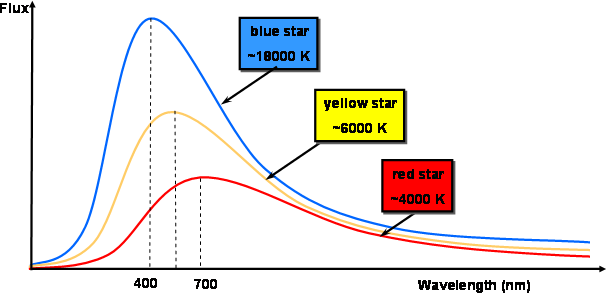 Flux
blue star
~18000 K
yellow star
~6000 K
red star
~4000 K
400
700
Wavelength (nm)